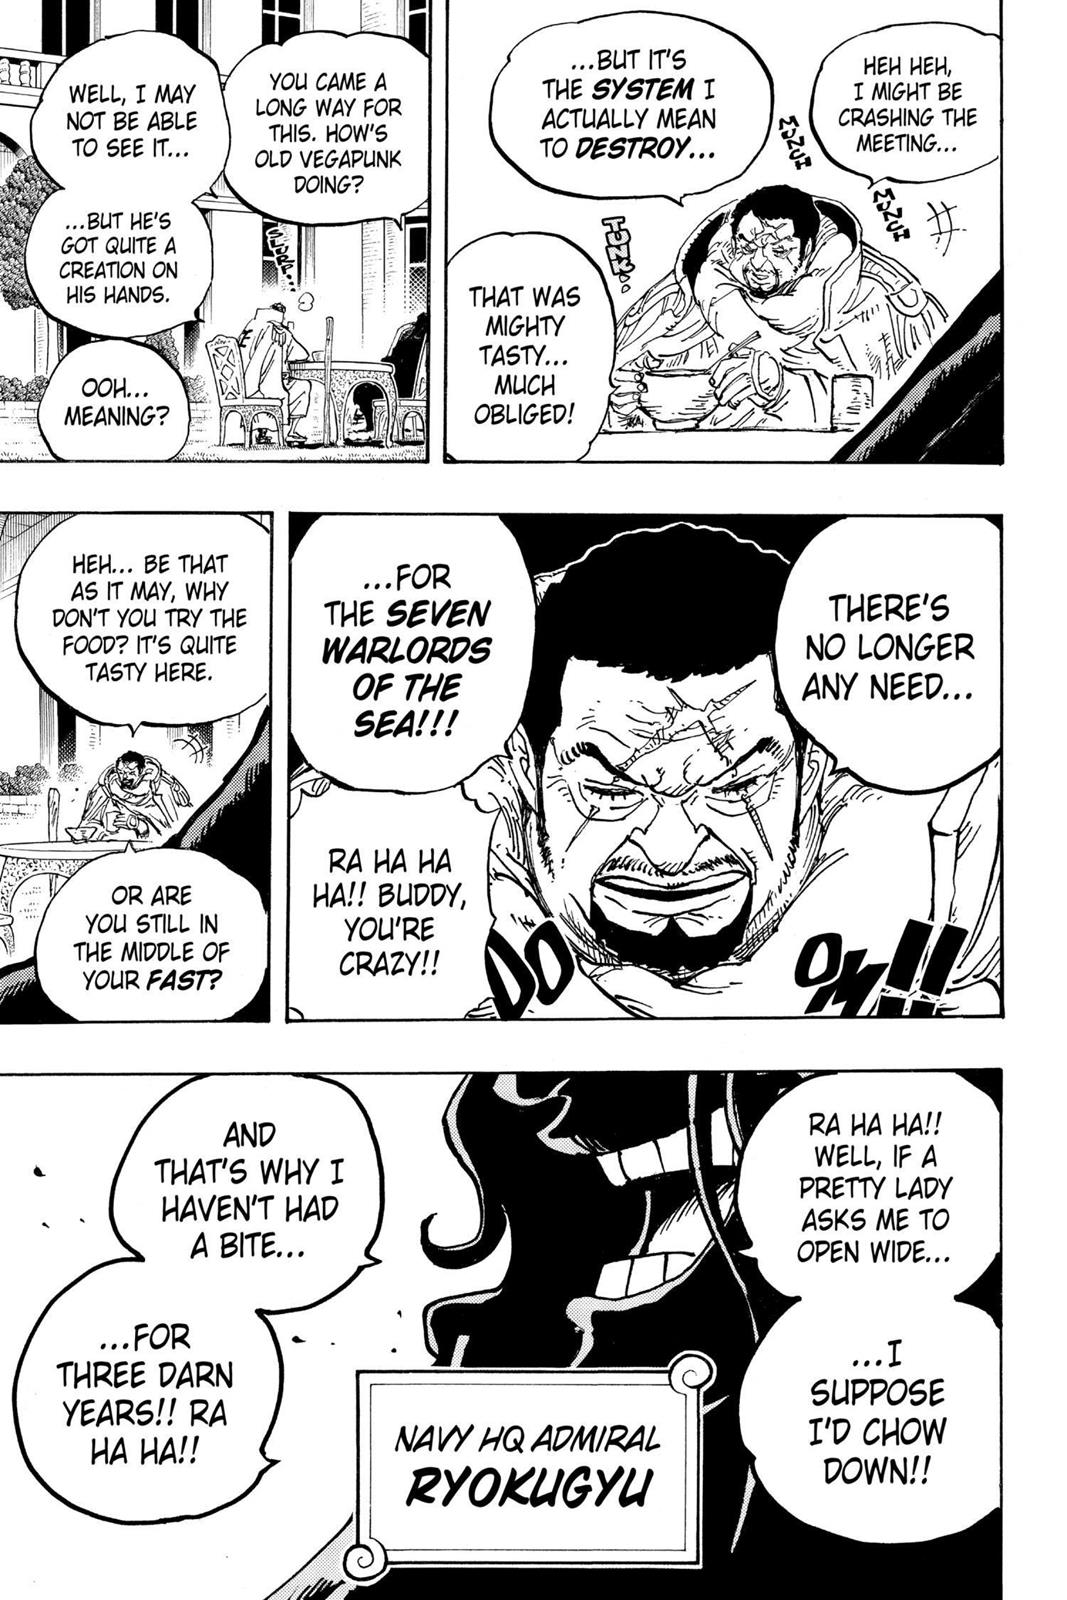 HEH HEH,
I MIGHT BE
CRASHING THE
MEETING...
...BUT IT'S
THE SYSTEM I
ACTUALLY MEAN
TO DESTROY...
MUNCH
MUNCH
TUNK.
THAT WAS
MIGHTY
TASTY...
MUCH
OBLIGED!
YOU CAME A
LONG WAY FOR
THIS. HOW'S
OLD VEGAPUNK
DOING?
WELL, I MAY
NOT BE ABLE
TO SEE IT...
...BUT HE'S
GOT QUITE A
CREATION ON
HIS HANDS.
SLURP...
OOH...
MEANING?
THERE'S
NO LONGER
ANY NEED...
...FOR
THE SEVEN
WARLORDS
OF THE
SEA!!!
RA HA HA
HA!! BUDDY,
YOU'RE
CRAZY!!
DO
OM!!
HEH... BE THAT
AS IT MAY, WHY
DON'T YOU TRY THE
FOOD? IT'S QUITE
TASTY HERE.
OR ARE
YOU STILL IN
THE MIDDLE OF
YOUR FAST?
RA HA HA!!
WELL, IF A
PRETTY LADY
ASKS ME TO
OPEN WIDE...
...I
SUPPOSE
I'D CHOW
DOWN!!
AND
THAT'S WHY I
HAVEN'T HAD
A BITE...
...FOR
THREE DARN
YEARS!! RA
HA HA!!
NAVY HQ ADMIRAL
RYOKUGYU